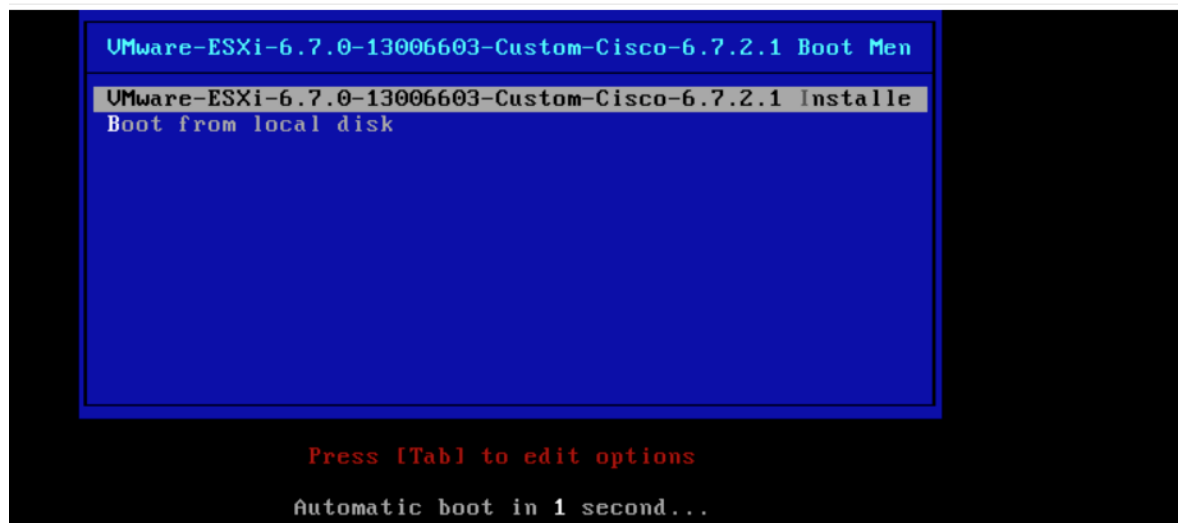 VMware-ESXi-6.7.0-13006603-Custom-Cisco-6.7.2.1 Boot Men
VMware-ESXi-6.7.0-13006603-Custom-Cisco-6.7.2.1 Installe
Boot from local disk
Press [Tab] to edit options
Automatic boot in 1 second...